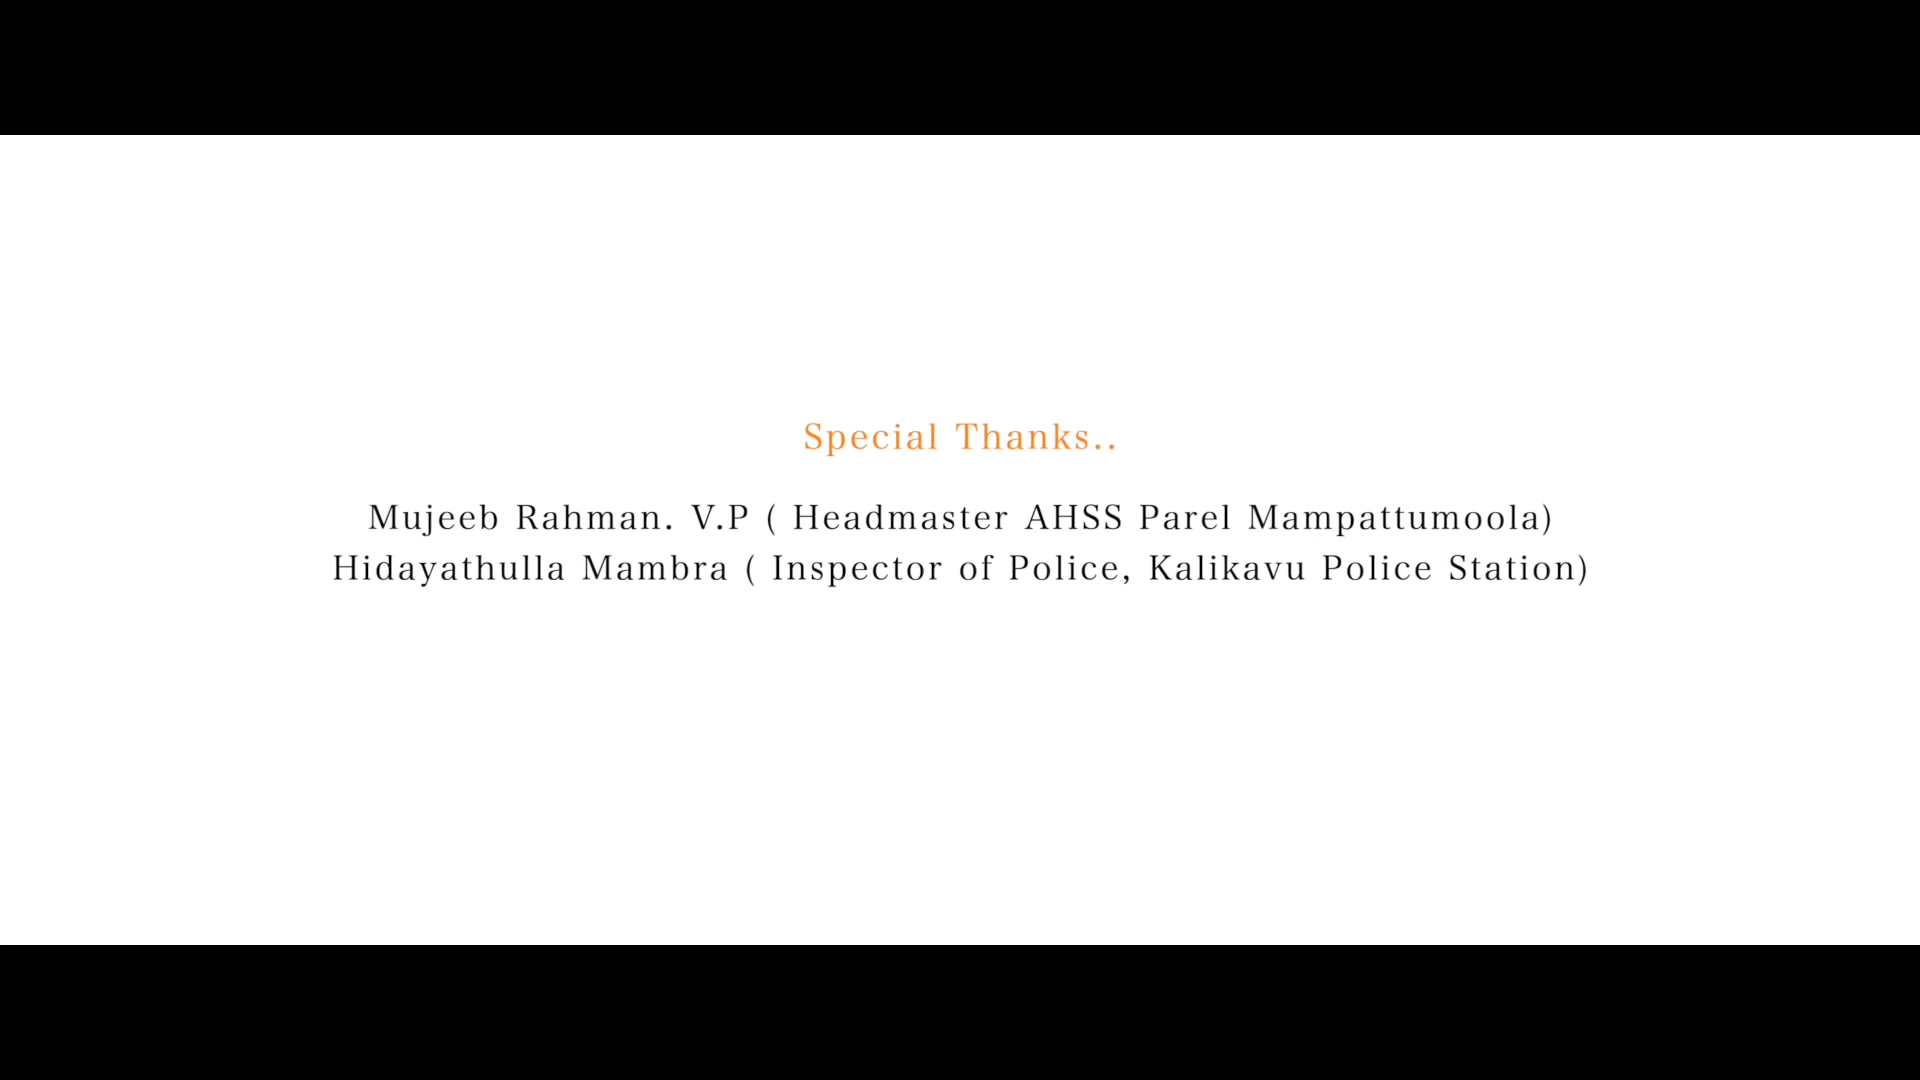 Special Thanks..
Mujeeb Rahman. V.P ( Headmaster AHSS Parel Mampattumoola)
Hidayathulla Mambra ( Inspector of Police, Kalikavu Police Station)